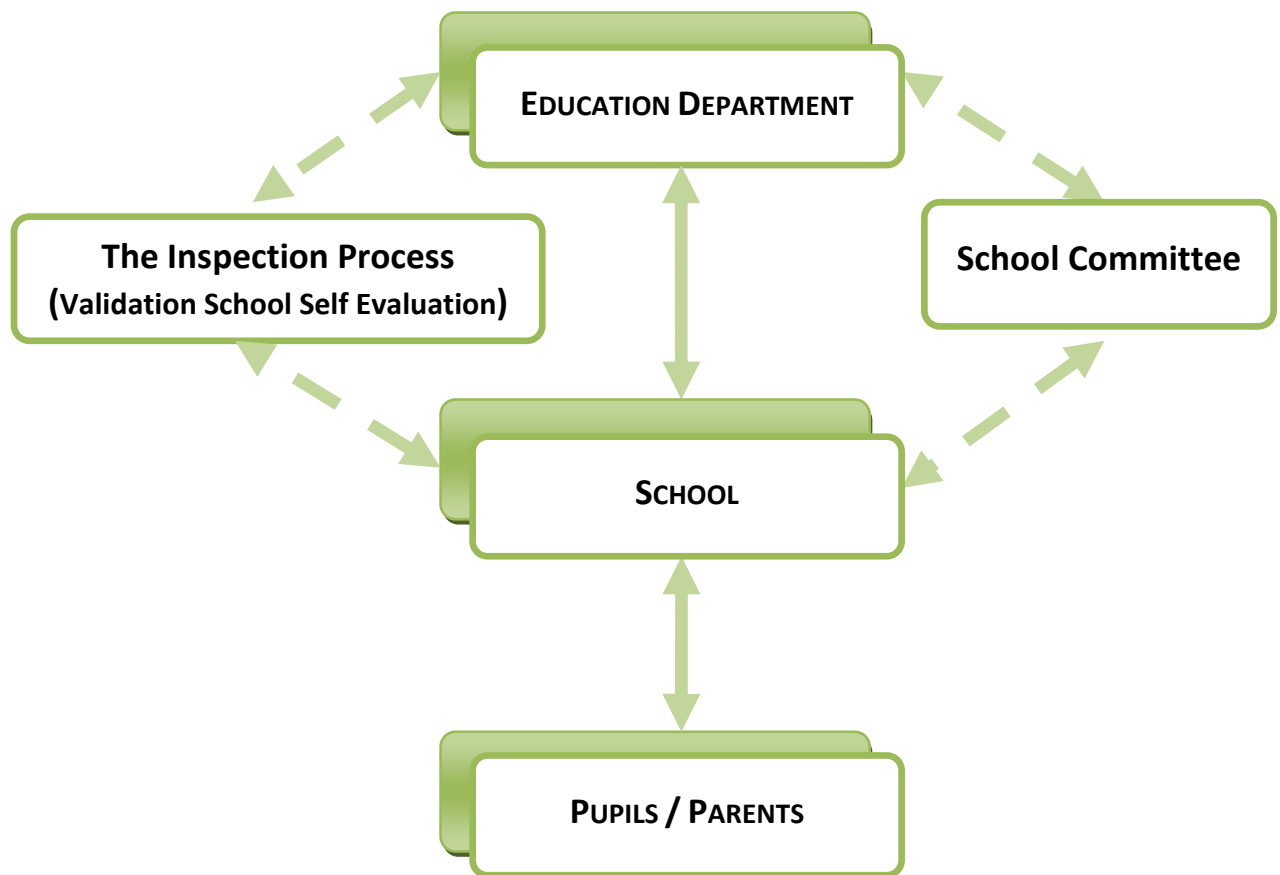 EDUCATION DEPARTMENT
The Inspection Process
(Validation School Self Evaluation)
School Committee
SCHOOL
PUPILS / PARENTS